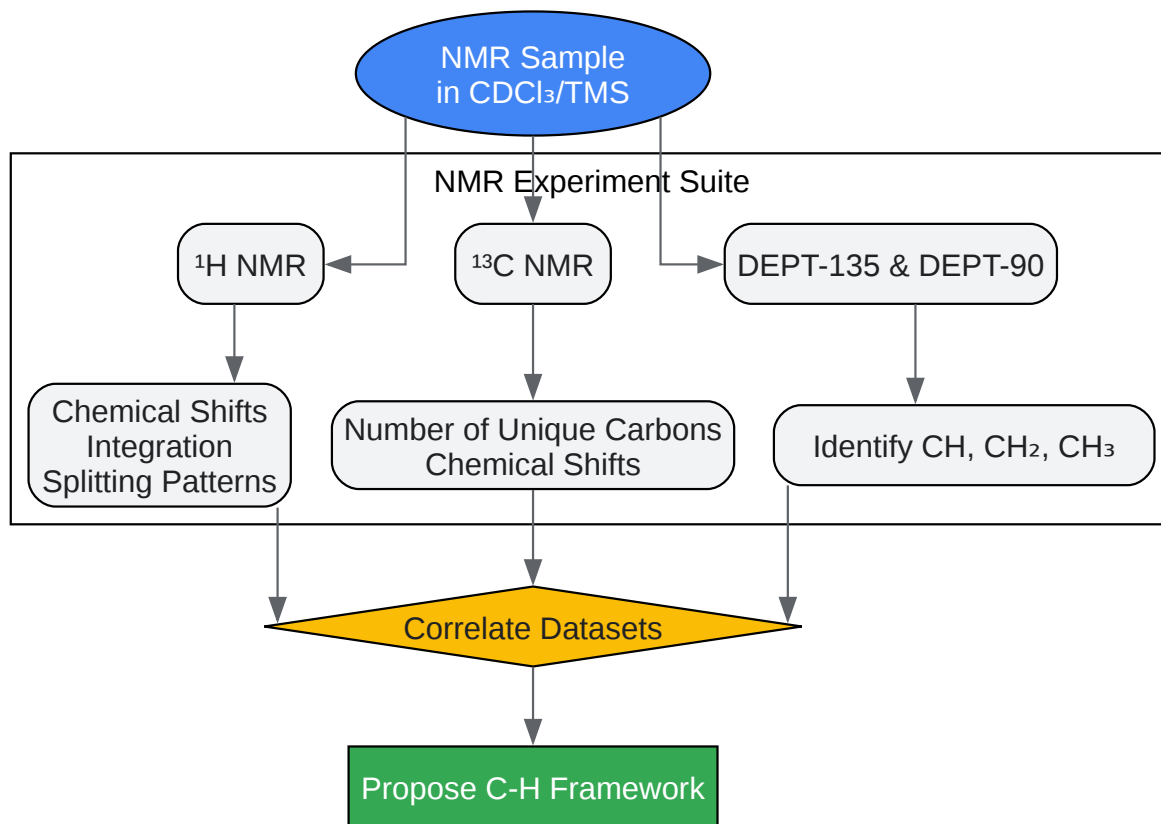 NMR Sample
in CDCl₃/TMS
NMR Experiment Suite
¹H NMR
¹³C NMR
DEPT-135 & DEPT-90
Chemical Shifts
Integration
Splitting Patterns
Number of Unique Carbons
Chemical Shifts
Identify CH, CH₂, CH₃
Correlate Datasets
Propose C-H Framework